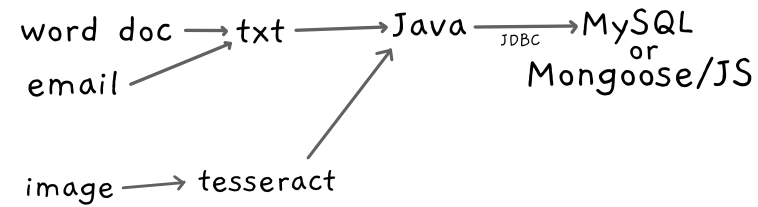 word doc txt Java JDBC MySQL
or
email Mongoose/JS
image tesseract